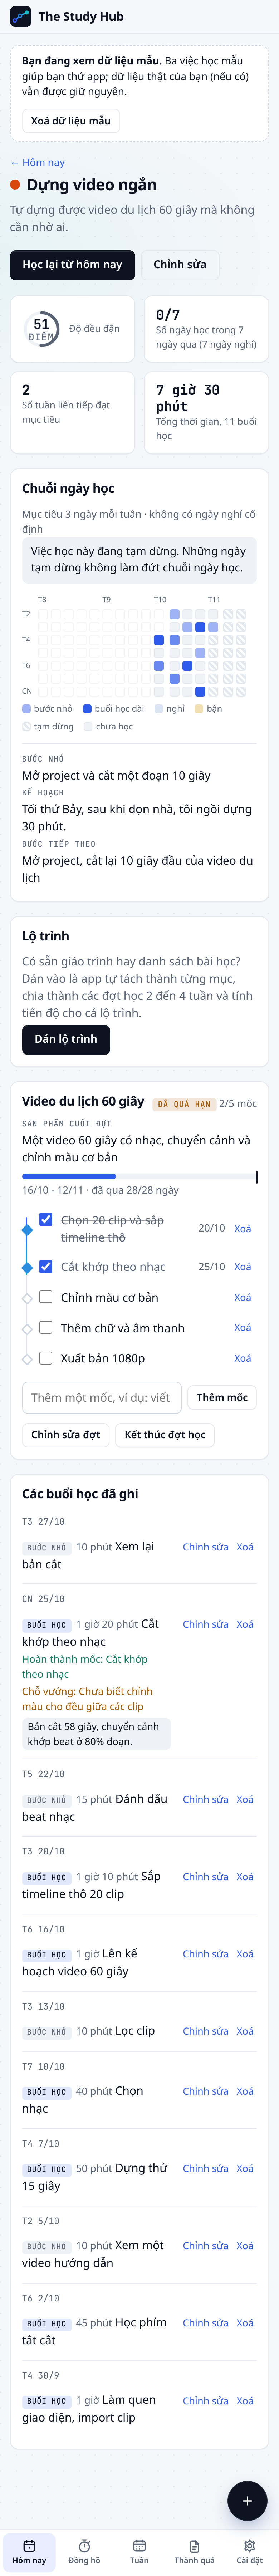 The Study Hub
Bạn đang xem dữ liệu mẫu. Ba việc học mẫu
giúp bạn thử app; dữ liệu thật của bạn (nếu có)
vẫn được giữ nguyên.
Xoá dữ liệu mẫu
← Hôm nay
Dựng video ngắn
Tự dựng được video du lịch 60 giây mà không
cần nhờ ai.
Học lại từ hôm nay
Chỉnh sửa
51
ĐIỂM
Độ đều đặn
0/7
Số ngày học trong 7
ngày qua (7 ngày nghỉ)
2
Số tuần liên tiếp đạt
mục tiêu
7 giờ 30
phút
Tổng thời gian, 11 buổi
học
Chuỗi ngày học
Mục tiêu 3 ngày mỗi tuần · không có ngày nghỉ cố
định
Việc học này đang tạm dừng. Những ngày
tạm dừng không làm đứt chuỗi ngày học.
T8 T9 T10 T11
T2
T4
T6
CN
bước nhỏ buổi học dài nghỉ bận
tạm dừng chưa học
BƯỚC NHỎ
Mở project và cắt một đoạn 10 giây
KẾ HOẠCH
Tối thứ Bảy, sau khi dọn nhà, tôi ngồi dựng
30 phút.
BƯỚC TIẾP THEO
Mở project, cắt lại 10 giây đầu của video du
lịch
Lộ trình
Có sẵn giáo trình hay danh sách bài học?
Dán vào là app tự tách thành từng mục,
chia thành các đợt học 2 đến 4 tuần và tính
tiến độ cho cả lộ trình.
Dán lộ trình
Video du lịch 60 giây ĐÃ QUÁ HẠN 2/5 mốc
SẢN PHẨM CUỐI ĐỢT
Một video 60 giây có nhạc, chuyển cảnh và
chỉnh màu cơ bản
16/10 - 12/11 · đã qua 28/28 ngày
Chọn 20 clip và sắp
timeline thô
20/10 Xoá
Cắt khớp theo nhạc 25/10 Xoá
Chỉnh màu cơ bản Xoá
Thêm chữ và âm thanh Xoá
Xuất bản 1080p Xoá
Thêm một mốc, ví dụ: viết
Thêm mốc
Chỉnh sửa đợt
Kết thúc đợt học
Các buổi học đã ghi
T3 27/10
BƯỚC NHỎ 10 phút Xem lại
bản cắt
Chỉnh sửa Xoá
CN 25/10
BUỔI HỌC 1 giờ 20 phút Cắt
khớp theo nhạc
Chỉnh sửa Xoá
Hoàn thành mốc: Cắt khớp
theo nhạc
Chỗ vướng: Chưa biết chỉnh
màu cho đều giữa các clip
Bản cắt 58 giây, chuyển cảnh
khớp beat ở 80% đoạn.
T5 22/10
BƯỚC NHỎ 15 phút Đánh dấu
beat nhạc
Chỉnh sửa Xoá
T3 20/10
BUỔI HỌC 1 giờ 10 phút Sắp
timeline thô 20 clip
Chỉnh sửa Xoá
T6 16/10
BUỔI HỌC 1 giờ Lên kế
hoạch video 60 giây
Chỉnh sửa Xoá
T3 13/10
BƯỚC NHỎ 10 phút Lọc clip
Chỉnh sửa Xoá
T7 10/10
BUỔI HỌC 40 phút Chọn
nhạc
Chỉnh sửa Xoá
T4 7/10
BUỔI HỌC 50 phút Dựng thử
15 giây
Chỉnh sửa Xoá
T2 5/10
BƯỚC NHỎ 10 phút Xem một
video hướng dẫn
Chỉnh sửa Xoá
T6 2/10
BUỔI HỌC 45 phút Học phím
tắt cắt
Chỉnh sửa Xoá
T4 30/9
BUỔI HỌC 1 giờ Làm quen
giao diện, import clip
Chỉnh sửa Xoá
+
Hôm nay Đồng hồ Tuần Thành quả Cài đặt